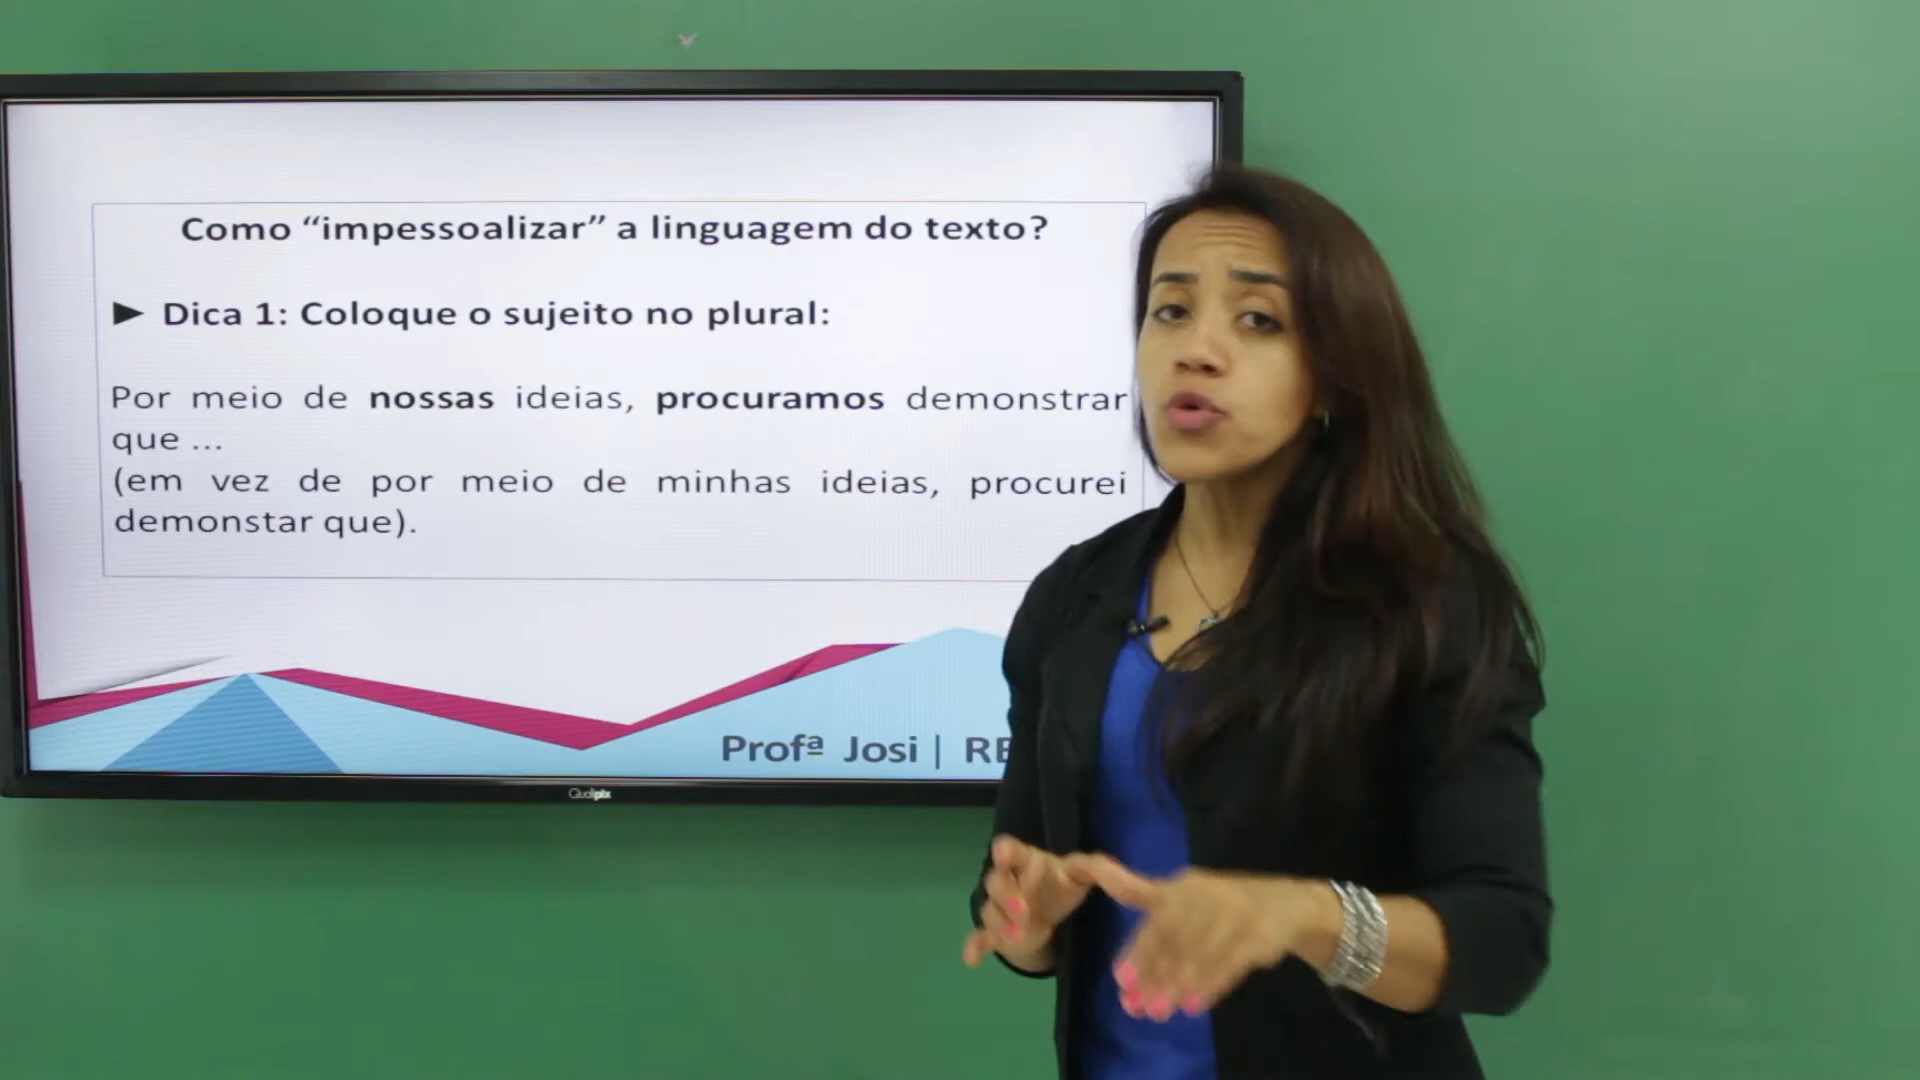 Como “impessoalizar” a linguagem do texto?
► Dica 1: Coloque o sujeito no plural:
Por meio de nossas ideias, procuramos demonstrar
que ...
(em vez de por meio de minhas ideias, procurei
demonstar que).
Profª Josi | RE
Qualipix